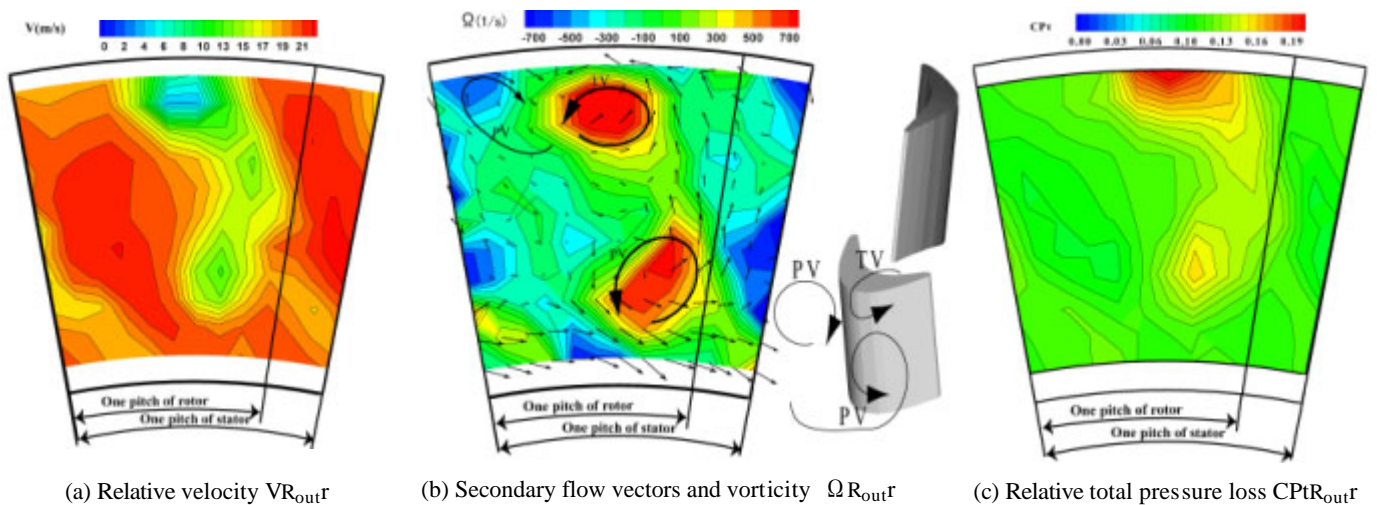 V(m/s)
0 2 4 6 8 10 13 15 17 19 21
One pitch of rotor
One pitch of stator
(a) Relative velocity VRoutr
Ω(1/s)
-700 -500 -300 -100 100 300 500 700
TV
PV
PV
One pitch of rotor
One pitch of stator
PV
TV
PV
(b) Secondary flow vectors and vorticity Ω Routr
CPt
0.00 0.03 0.06 0.10 0.13 0.16 0.19
One pitch of rotor
One pitch of stator
(c) Relative total pressure loss CPtRoutr